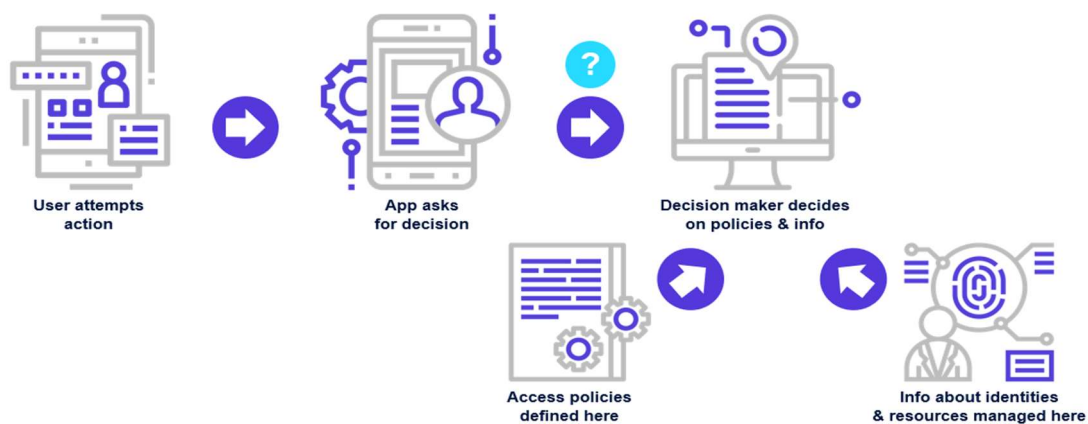 ?
User attempts
action
App asks
for decision
Decision maker decides
on policies & info
Access policies
defined here
Info about identities
& resources managed here